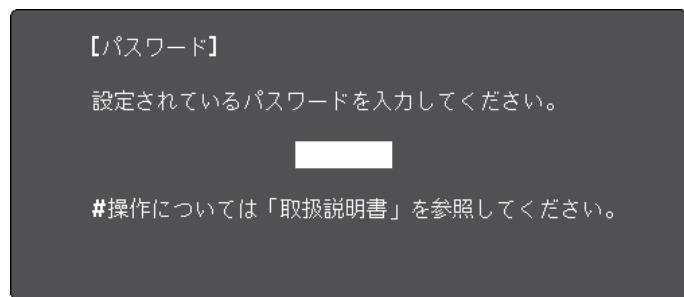 【パスワード】
設定されているパスワードを入力してください。
#操作については「取扱説明書」を参照してください。